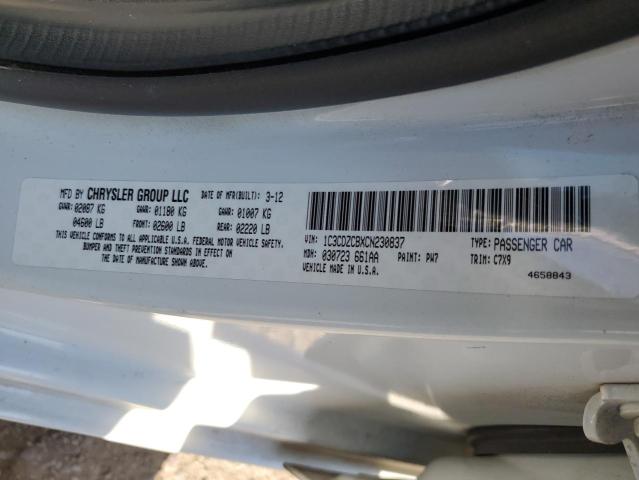 MFD BY CHRYSLER GROUP LLC DATE OF MFR(BUILT): 3-12
GVWR: 02087 KG GAWR: 01180 KG GAWR: 01007 KG
04600 LB FRONT: 02600 LB REAR: 02220 LB
THIS VEHICLE CONFORMS TO ALL APPLICABLE U.S.A. FEDERAL MOTOR VEHICLE SAFETY,
BUMPER AND THEFT PREVENTION STANDARDS IN EFFECT ON
THE DATE OF MANUFACTURE SHOWN ABOVE.
VIN: 1C3CDZCBXCN230837 TYPE: PASSENGER CAR
MDH: 030723 661AA PAINT: PW7 TRIM: C7X9
VEHICLE MADE IN U.S.A. 4658843